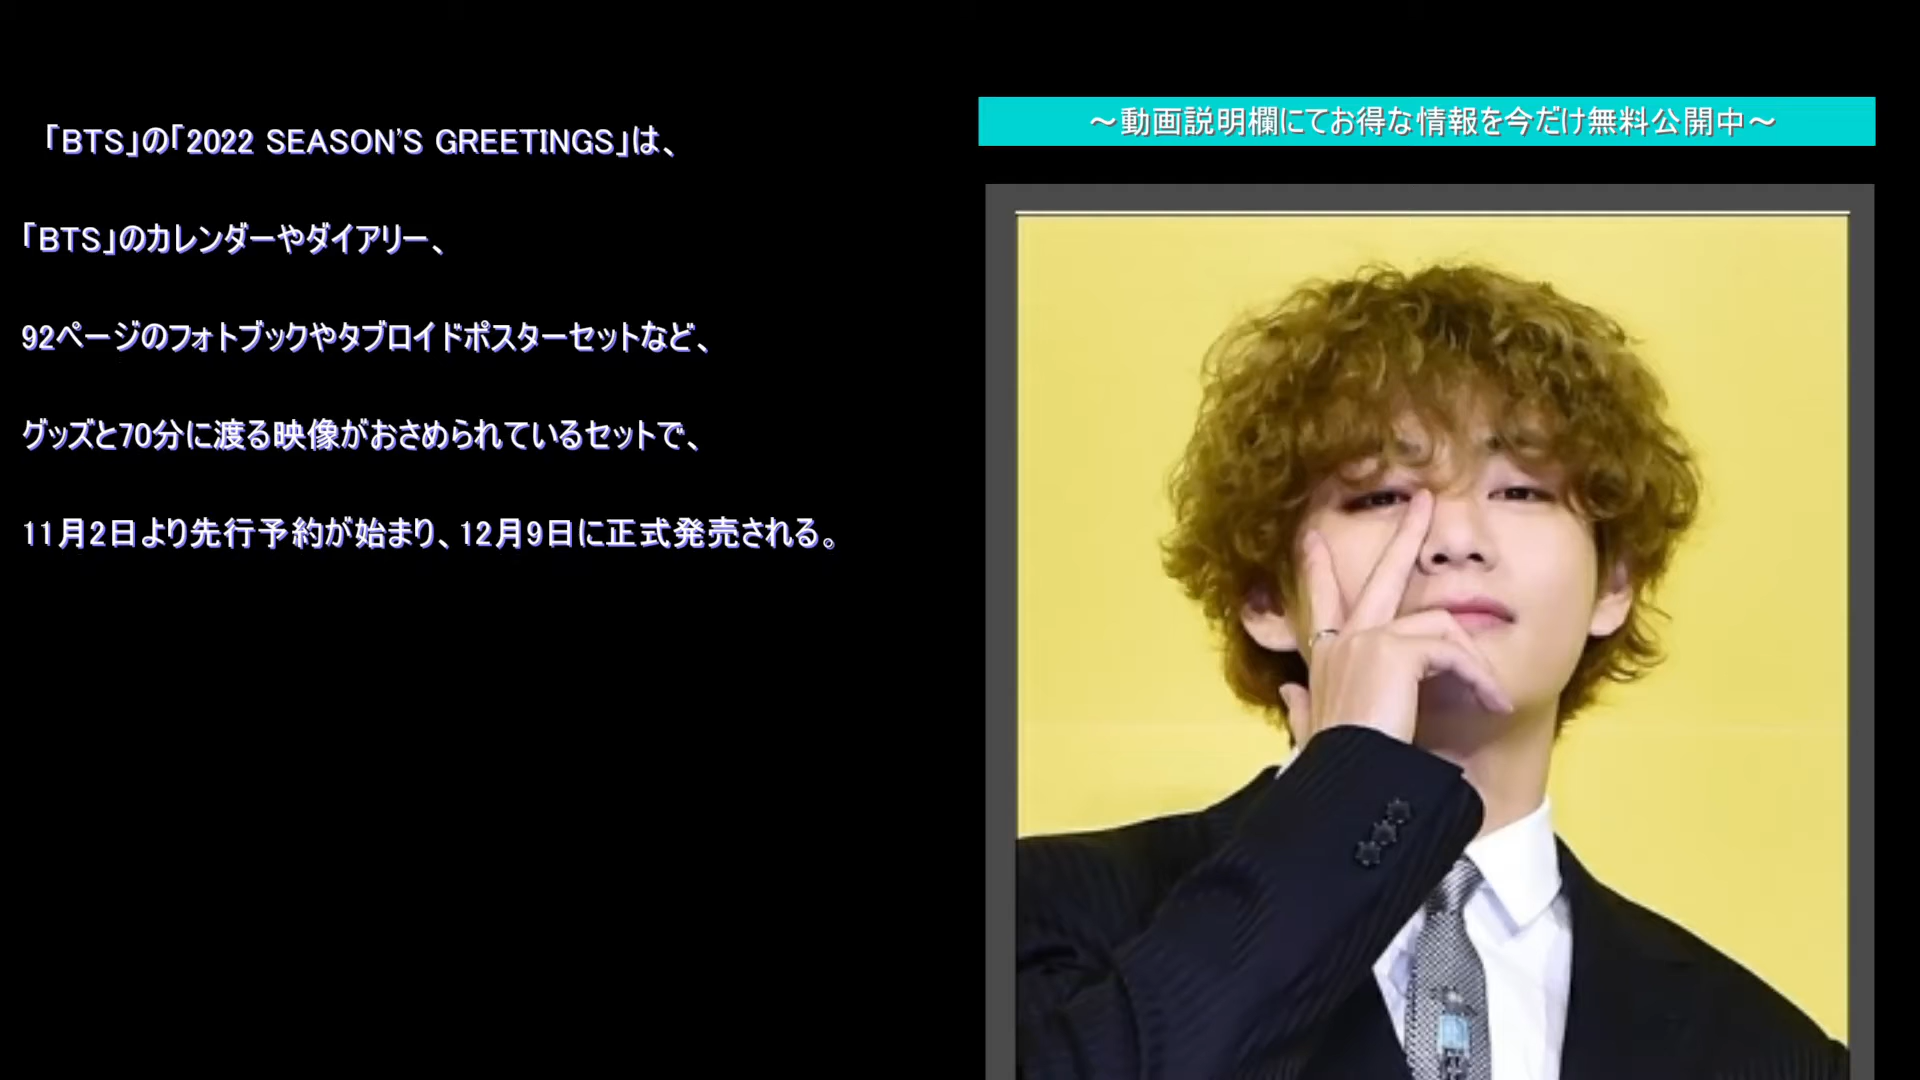 「BTS」の「2022 SEASON'S GREETINGS」は、
「BTS」のカレンダーやダイアリー、
92ページのフォトブックやタブロイドポスターセットなど、
グッズと70分に渡る映像がおさめられているセットで、
11月2日より先行予約が始まり、12月9日に正式発売される。
～動画説明欄にてお得な情報を今だけ無料公開中～